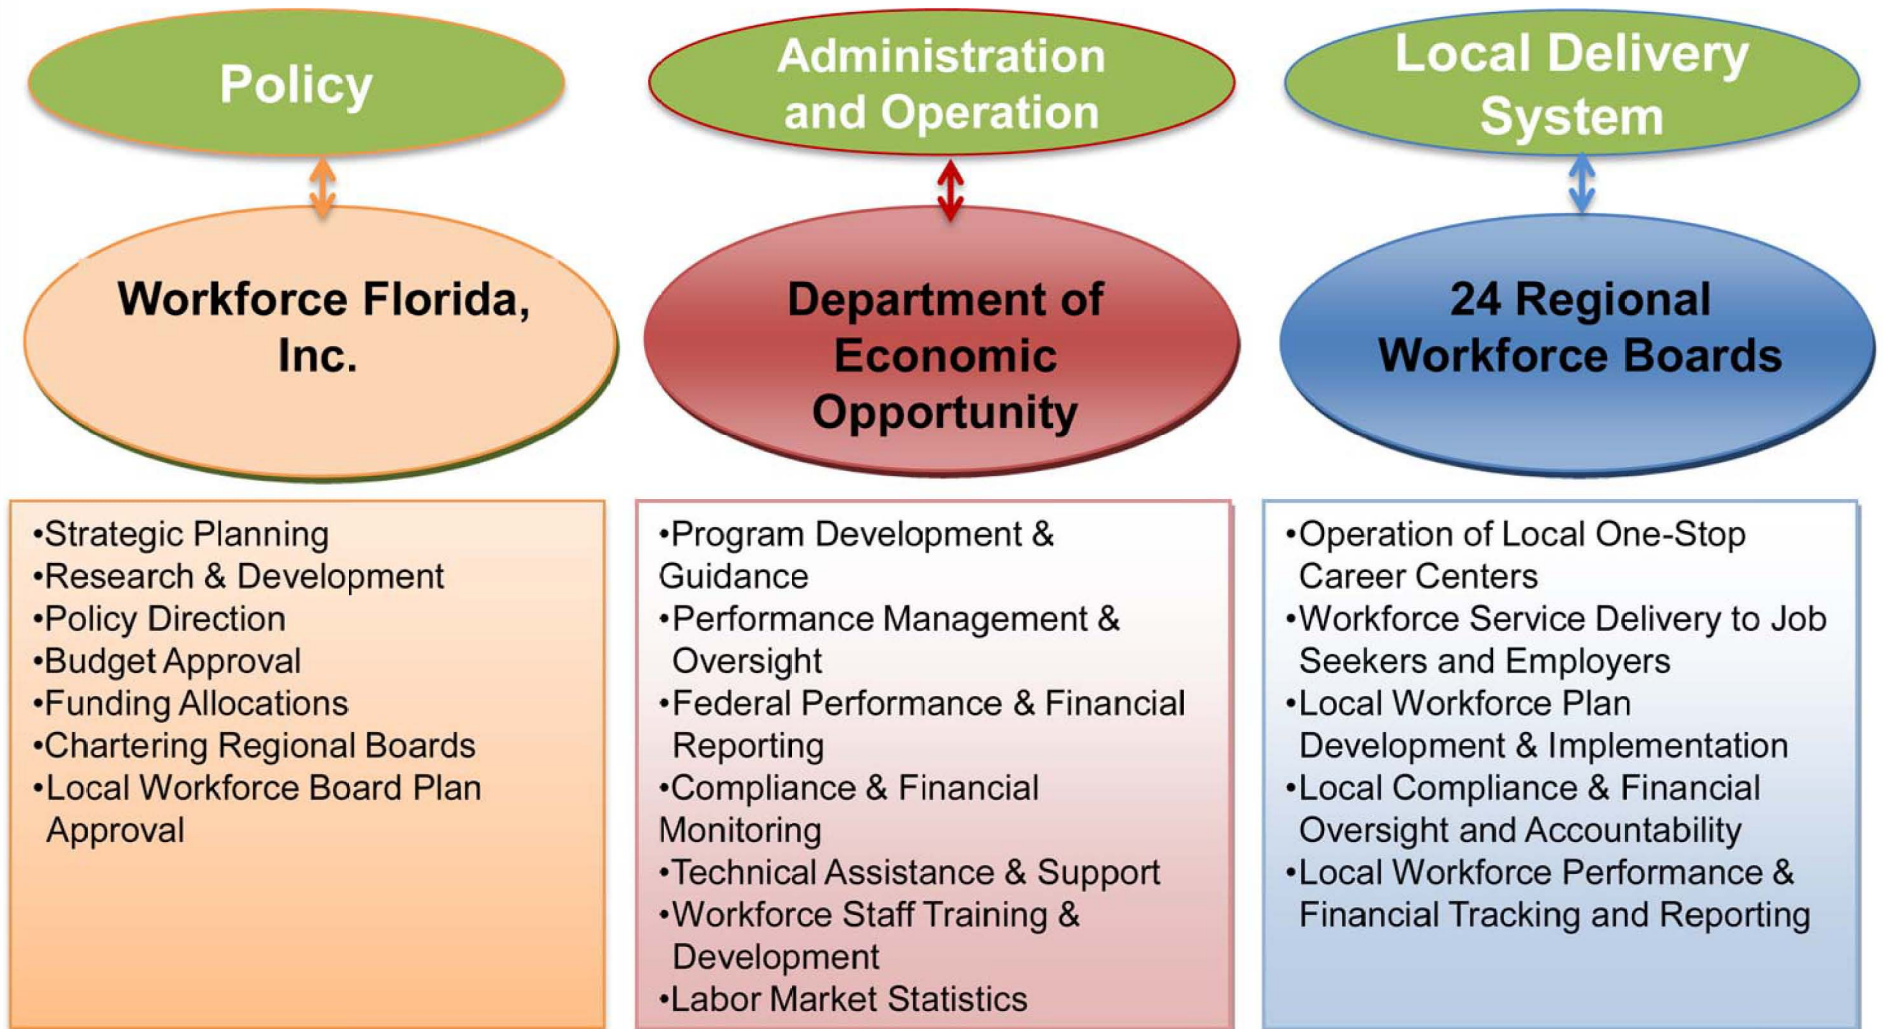 Policy
Workforce Florida,
Inc.
•Strategic Planning
•Research & Development
•Policy Direction
•Budget Approval
•Funding Allocations
•Chartering Regional Boards
•Local Workforce Board Plan
Approval
Administration
and Operation
Department of
Economic
Opportunity
•Program Development &
Guidance
•Performance Management &
Oversight
•Federal Performance & Financial
Reporting
•Compliance & Financial
Monitoring
•Technical Assistance & Support
•Workforce Staff Training &
Development
•Labor Market Statistics
Local Delivery
System
24 Regional
Workforce Boards
•Operation of Local One-Stop
Career Centers
•Workforce Service Delivery to Job
Seekers and Employers
•Local Workforce Plan
Development & Implementation
•Local Compliance & Financial
Oversight and Accountability
•Local Workforce Performance &
Financial Tracking and Reporting